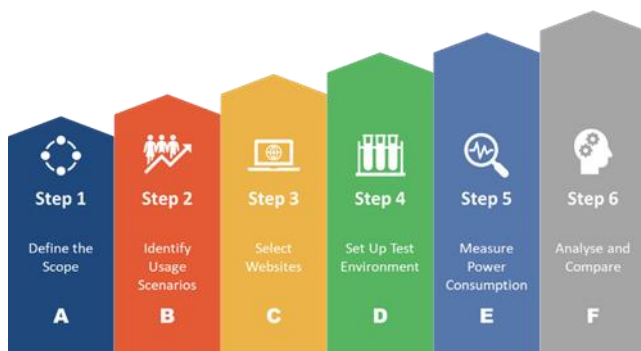 Step 1
Define the
Scope
A
Step 2
Identify
Usage
Scenarios
B
Step 3
Select
Websites
C
Step 4
Set Up Test
Environment
D
Step 5
Measure
Power
Consumption
E
Step 6
Analyse and
Compare
F